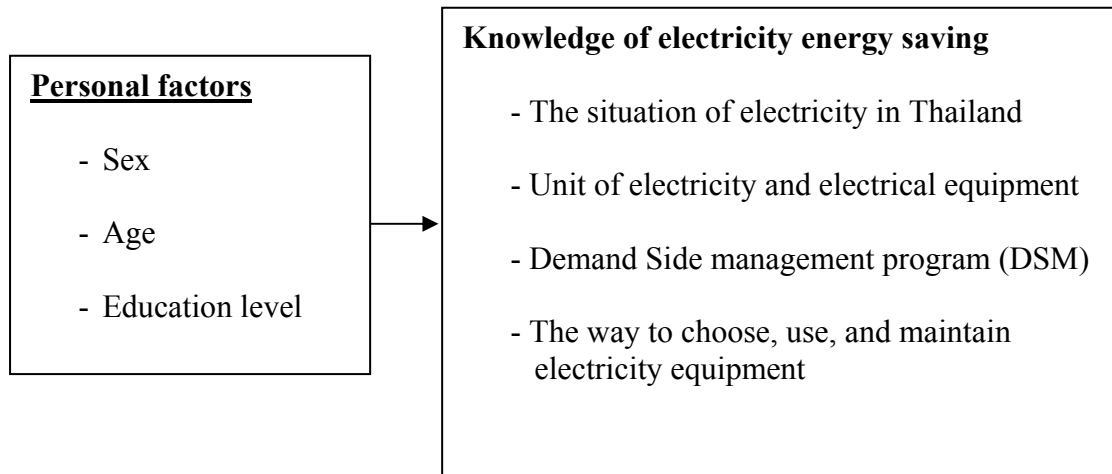 Personal factors
- Sex
- Age
- Education level
Knowledge of electricity energy saving
- The situation of electricity in Thailand
- Unit of electricity and electrical equipment
- Demand Side management program (DSM)
- The way to choose, use, and maintain
electricity equipment